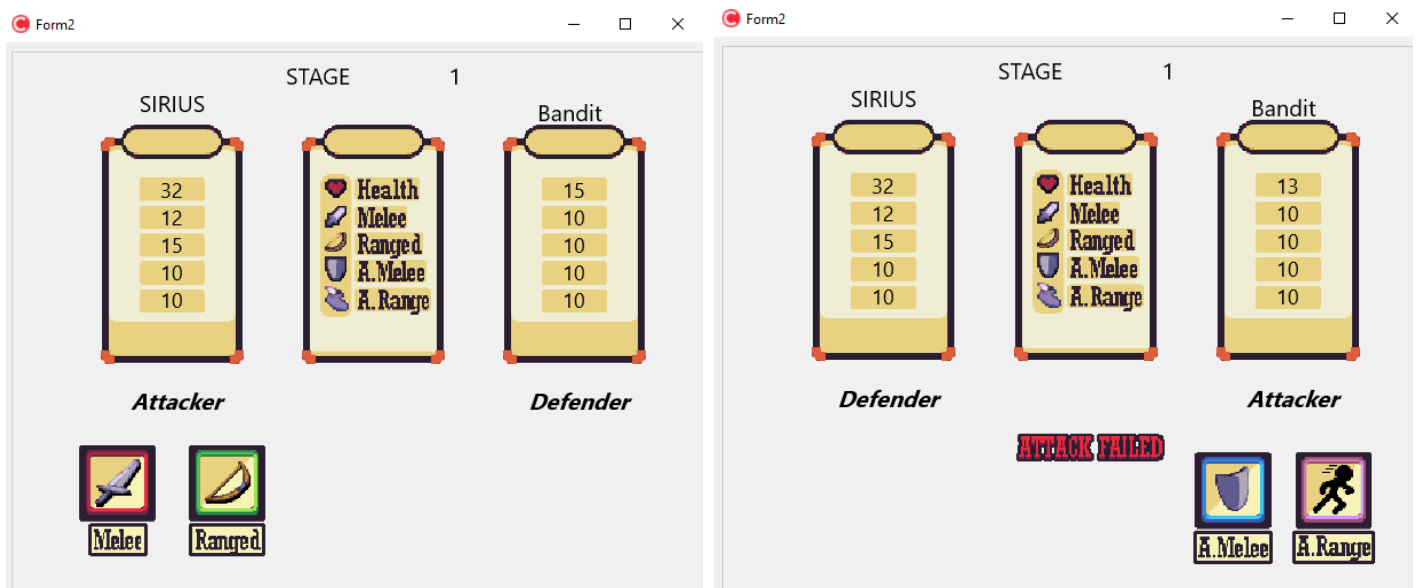 Form2
STAGE 1
SIRIUS
Bandit
32
12
15
10
10
Health
Melee
Ranged
A.Melee
A.Range
15
10
10
10
10
Attacker
Defender
Melee
Ranged
Form2
STAGE 1
SIRIUS
Bandit
32
12
15
10
10
Health
Melee
Ranged
A.Melee
A.Range
13
10
10
10
10
Defender
Attacker
ATTACK FAILED
A.Melee
A.Range